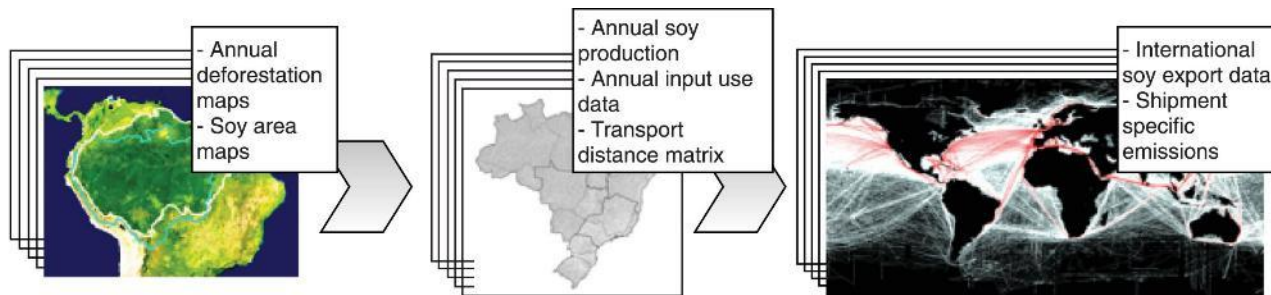 - Annual
deforestation
maps
- Soy area
maps
- Annual soy
production
- Annual input use
data
- Transport
distance matrix
- International
soy export data
- Shipment
specific
emissions